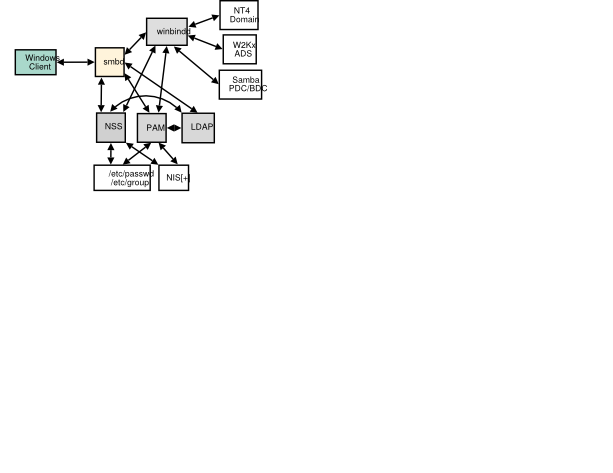 NT4
Domain
winbindd
W2Kx
ADS
Windows
Client
smbd
Samba
PDC/BDC
NSS
PAM
LDAP
/etc/passwd
/etc/group
NIS[+]